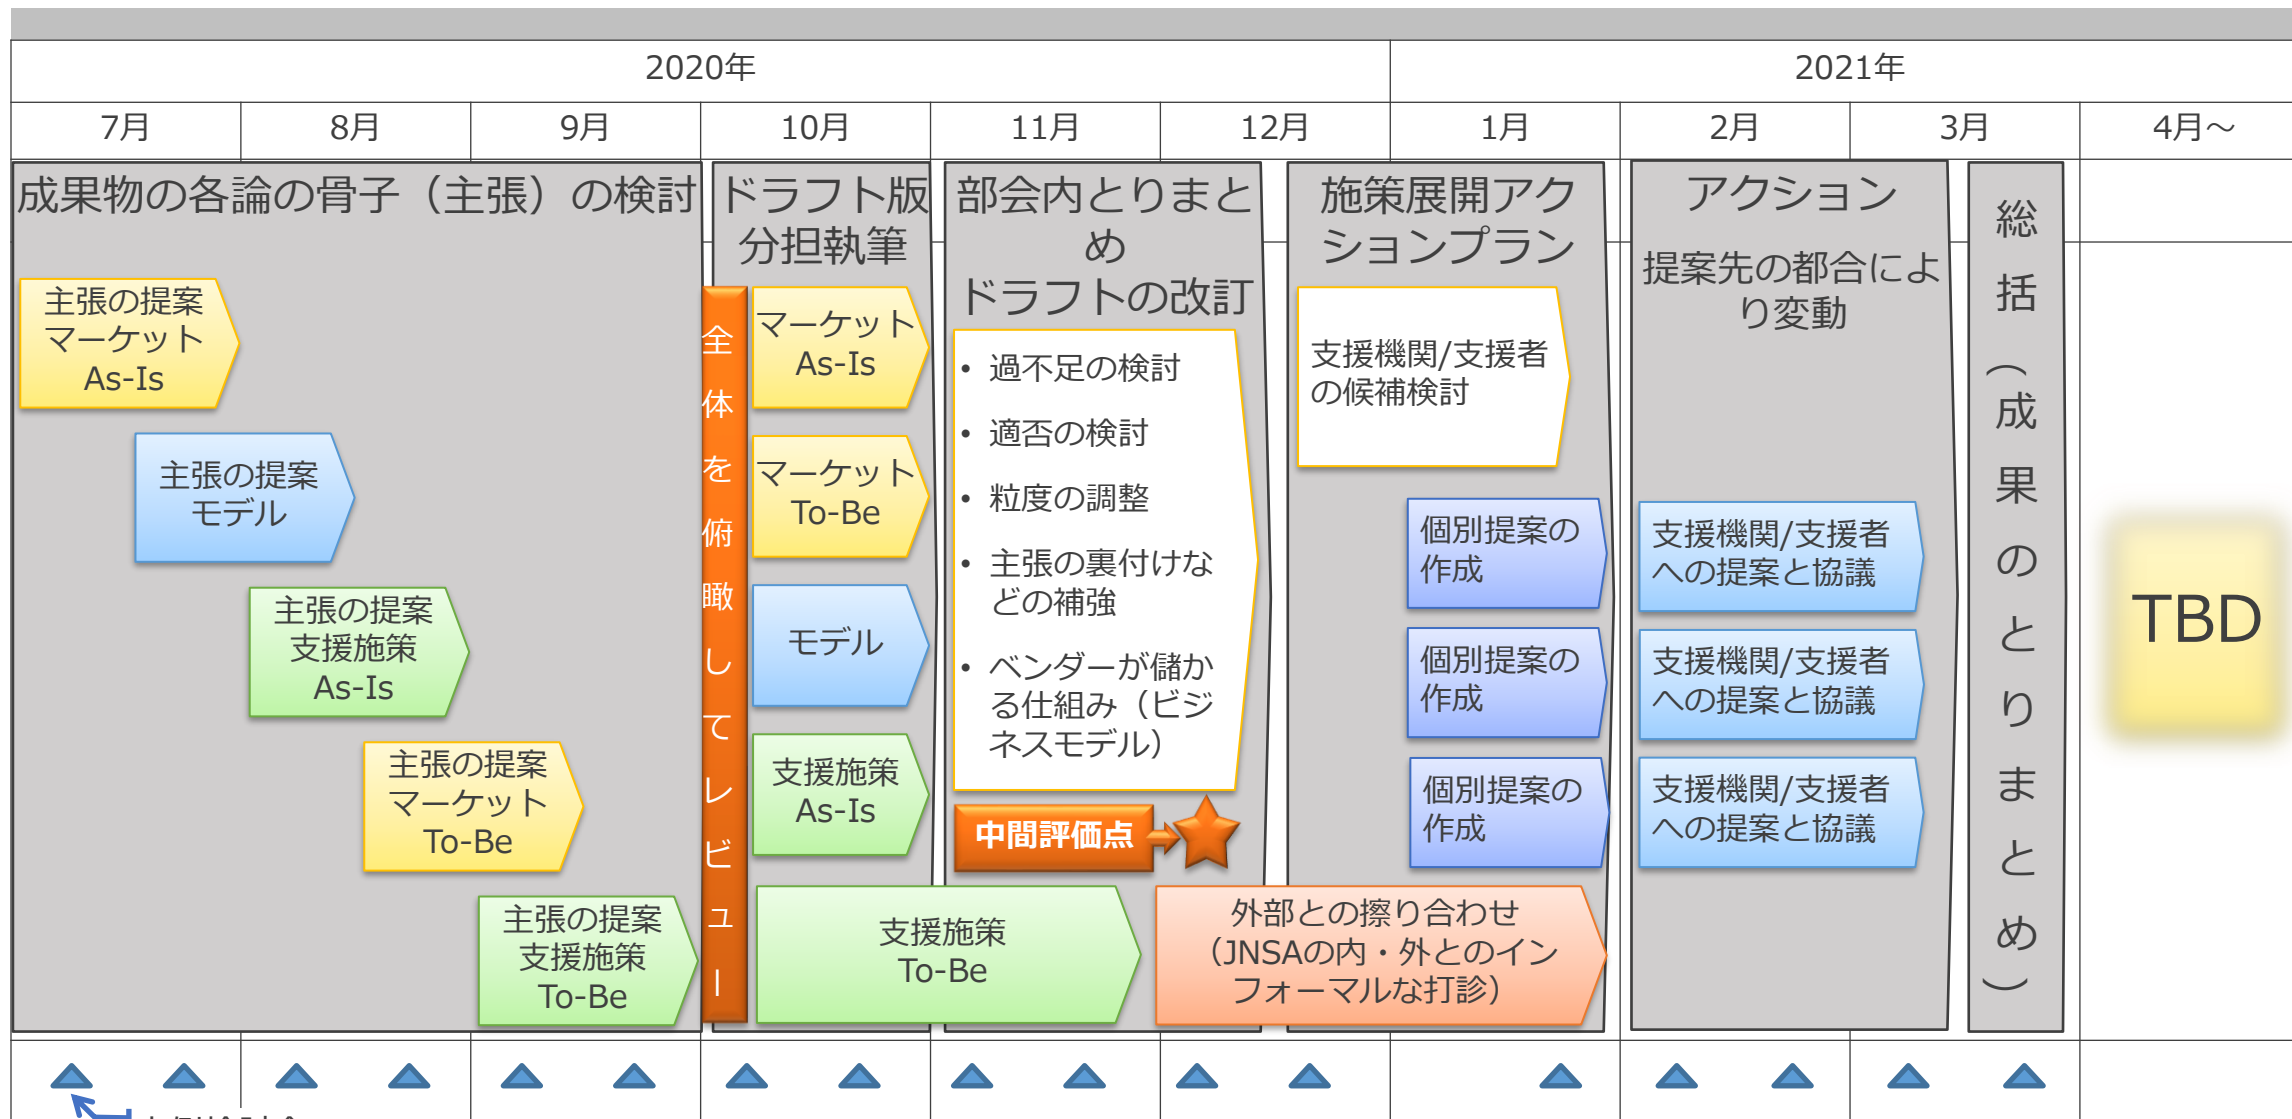 2020年
2021年
7月
8月
9月
10月
11月
12月
1月
2月
3月
4月～
成果物の各論の骨子（主張）の検討
主張の提案
マーケット
As-Is
主張の提案
モデル
主張の提案
支援施策
As-Is
主張の提案
マーケット
To-Be
主張の提案
支援施策
To-Be
全体を俯瞰してレビュー
ドラフト版
分担執筆
マーケット
As-Is
マーケット
To-Be
モデル
支援施策
As-Is
支援施策
To-Be
部会内とりまと
め
ドラフトの改訂
• 過不足の検討
• 適否の検討
• 粒度の調整
• 主張の裏付けな
どの補強
• ベンダーが儲か
る仕組み（ビジ
ネスモデル）
中間評価点
施策展開アク
ションプラン
支援機関/支援者
の候補検討
個別提案の
作成
個別提案の
作成
個別提案の
作成
外部との擦り合わせ
（JNSAの内・外とのイン
フォーマルな打診）
アクション
提案先の都合によ
り変動
支援機関/支援者
への提案と協議
支援機関/支援者
への提案と協議
支援機関/支援者
への提案と協議
総括（成果のとりまとめ）
TBD